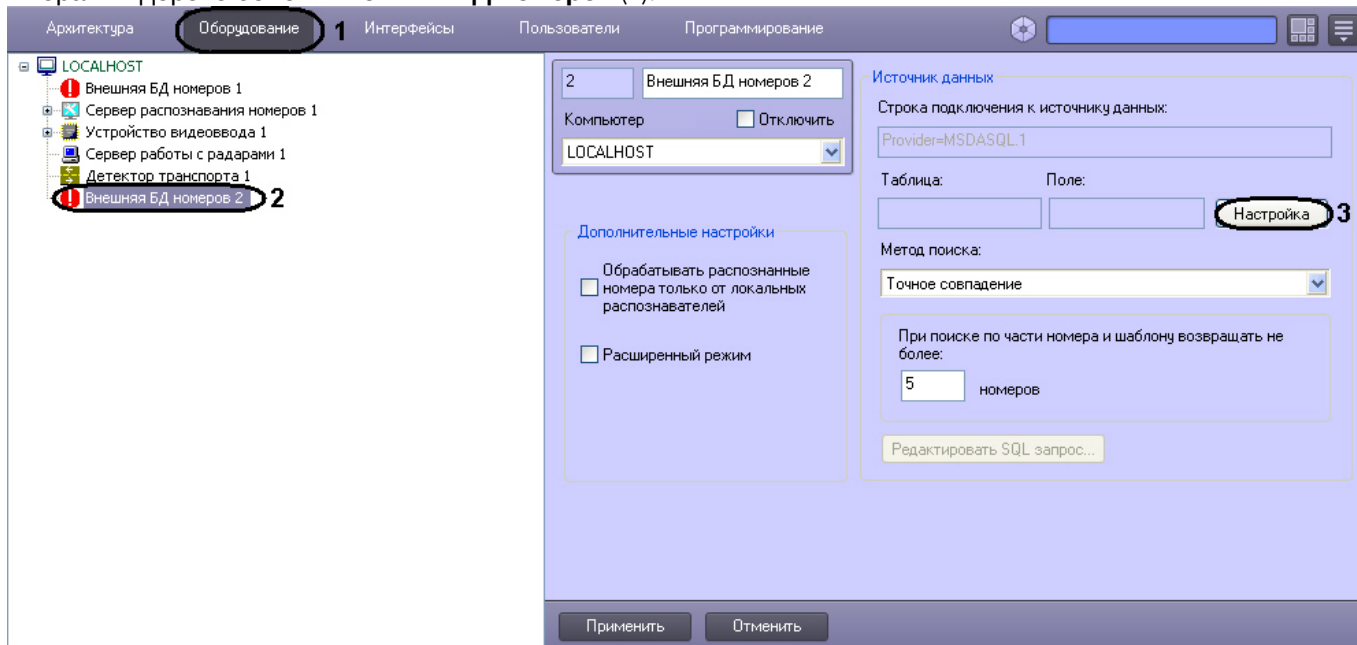 Архитектура Оборудование 1 Интерфейсы Пользователи Программирование
LOCALHOST
Внешняя БД номеров 1
Сервер распознавания номеров 1
Устройство видеоввода 1
Сервер работы с радарами 1
Детектор транспорта 1
Внешняя БД номеров 2 2
2 Внешняя БД номеров 2
Компьютер Отключить
LOCALHOST
Дополнительные настройки
Обрабатывать распознанные
номера только от локальных
распознавателей
Расширенный режим
Источник данных
Строка подключения к источнику данных:
Provider=MSDASQL.1
Таблица: Поле:
Настройка 3
Метод поиска:
Точное совпадение
При поиске по части номера и шаблону возвращать не
более:
5 номеров
Редактировать SQL запрос...
Применить Отменить